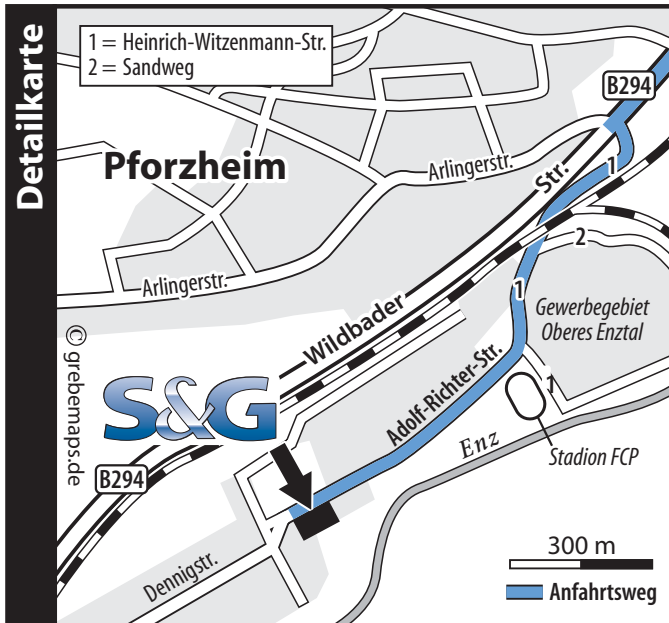 Detailkarte
1 = Heinrich-Witzenmann-Str.
2 = Sandweg
B294
Pforzheim
Arlingerstr.
Str.
1
2
Arlingerstr.
1
Gewerbegebiet
Oberes Enztal
Wildbader
© grebemaps.de
Adolf-Richter-Str.
1
S&G
Enz
Stadion FCP
B294
300 m
Dennigstr.
Anfahrtsweg